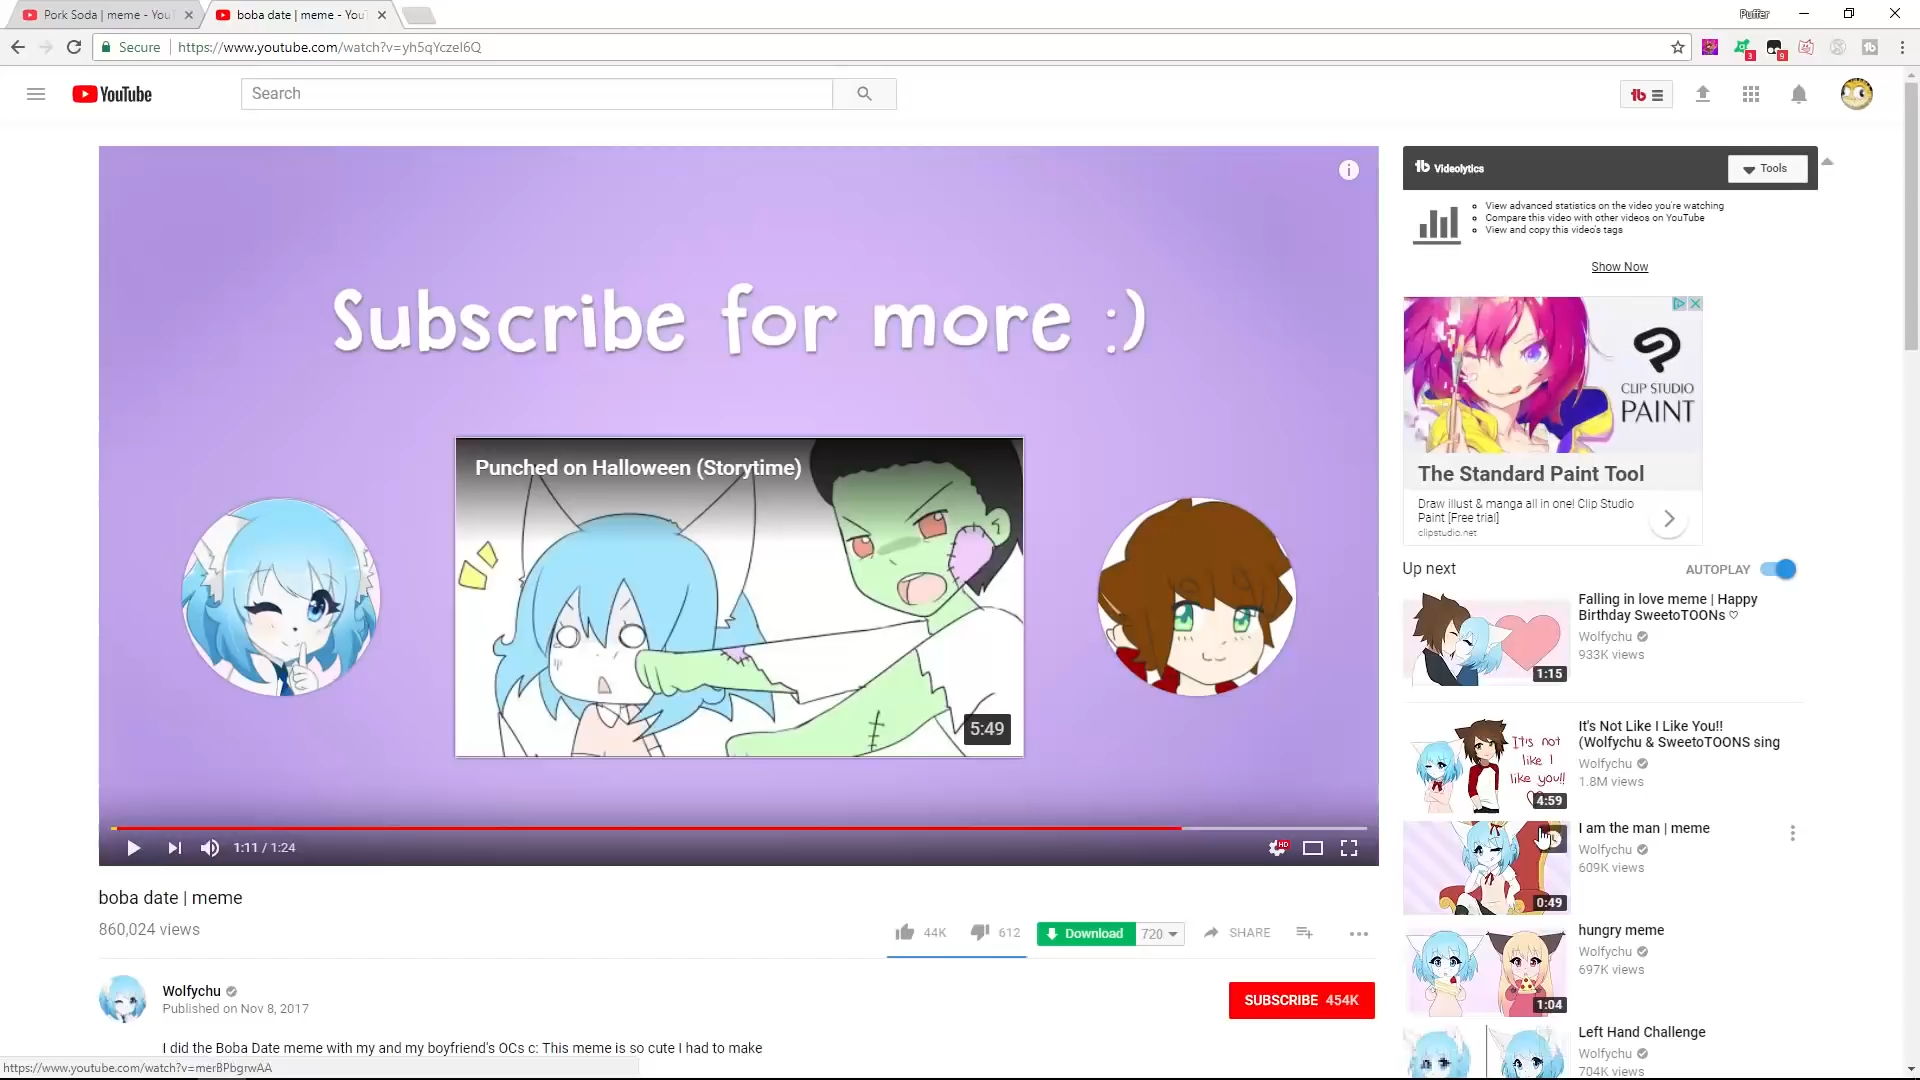 Pork Soda | meme - You
boba date | meme - You
Puffer
Secure
https://www.youtube.com/watch?v=yh5qYczeI6Q
3
9
YouTube
Search
Subscribe for more :)
Punched on Halloween (Storytime)
5:49
1:11 / 1:24
HD
boba date | meme
860,024 views
44K
612
Download
720
SHARE
Wolfychu
Published on Nov 8, 2017
SUBSCRIBE 454K
I did the Boba Date meme with my and my boyfriend's OCs c: This meme is so cute I had to make
https://www.youtube.com/watch?v=merBPbgrwAA
Videolytics
Tools
View advanced statistics on the video you're watching
Compare this video with other videos on YouTube
View and copy this video's tags
Show Now
CLIP STUDIO
PAINT
The Standard Paint Tool
Draw illust & manga all in one! Clip Studio
Paint [Free trial]
clipstudio.net
Up next
AUTOPLAY
Falling in love meme | Happy
Birthday SweetoTOONs ♡
Wolfychu
933K views
1:15
It's Not Like I Like You!!
(Wolfychu & SweetoTOONS sing
Wolfychu
1.8M views
It's not
like I
like you!!
4:59
I am the man | meme
Wolfychu
609K views
0:49
hungry meme
Wolfychu
697K views
1:04
Left Hand Challenge
Wolfychu
704K views